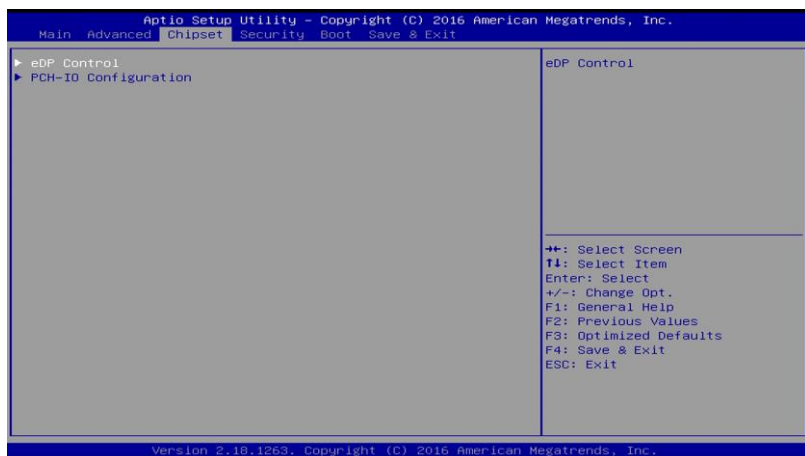 Aptio Setup Utility – Copyright (C) 2016 American Megatrends, Inc.
Main Advanced Chipset Security Boot Save & Exit
▶ eDP Control
▶ PCH-IO Configuration
eDP Control
→←: Select Screen
↑↓: Select Item
Enter: Select
+/-: Change Opt.
F1: General Help
F2: Previous Values
F3: Optimized Defaults
F4: Save & Exit
ESC: Exit
Version 2.18.1263. Copyright (C) 2016 American Megatrends, Inc.